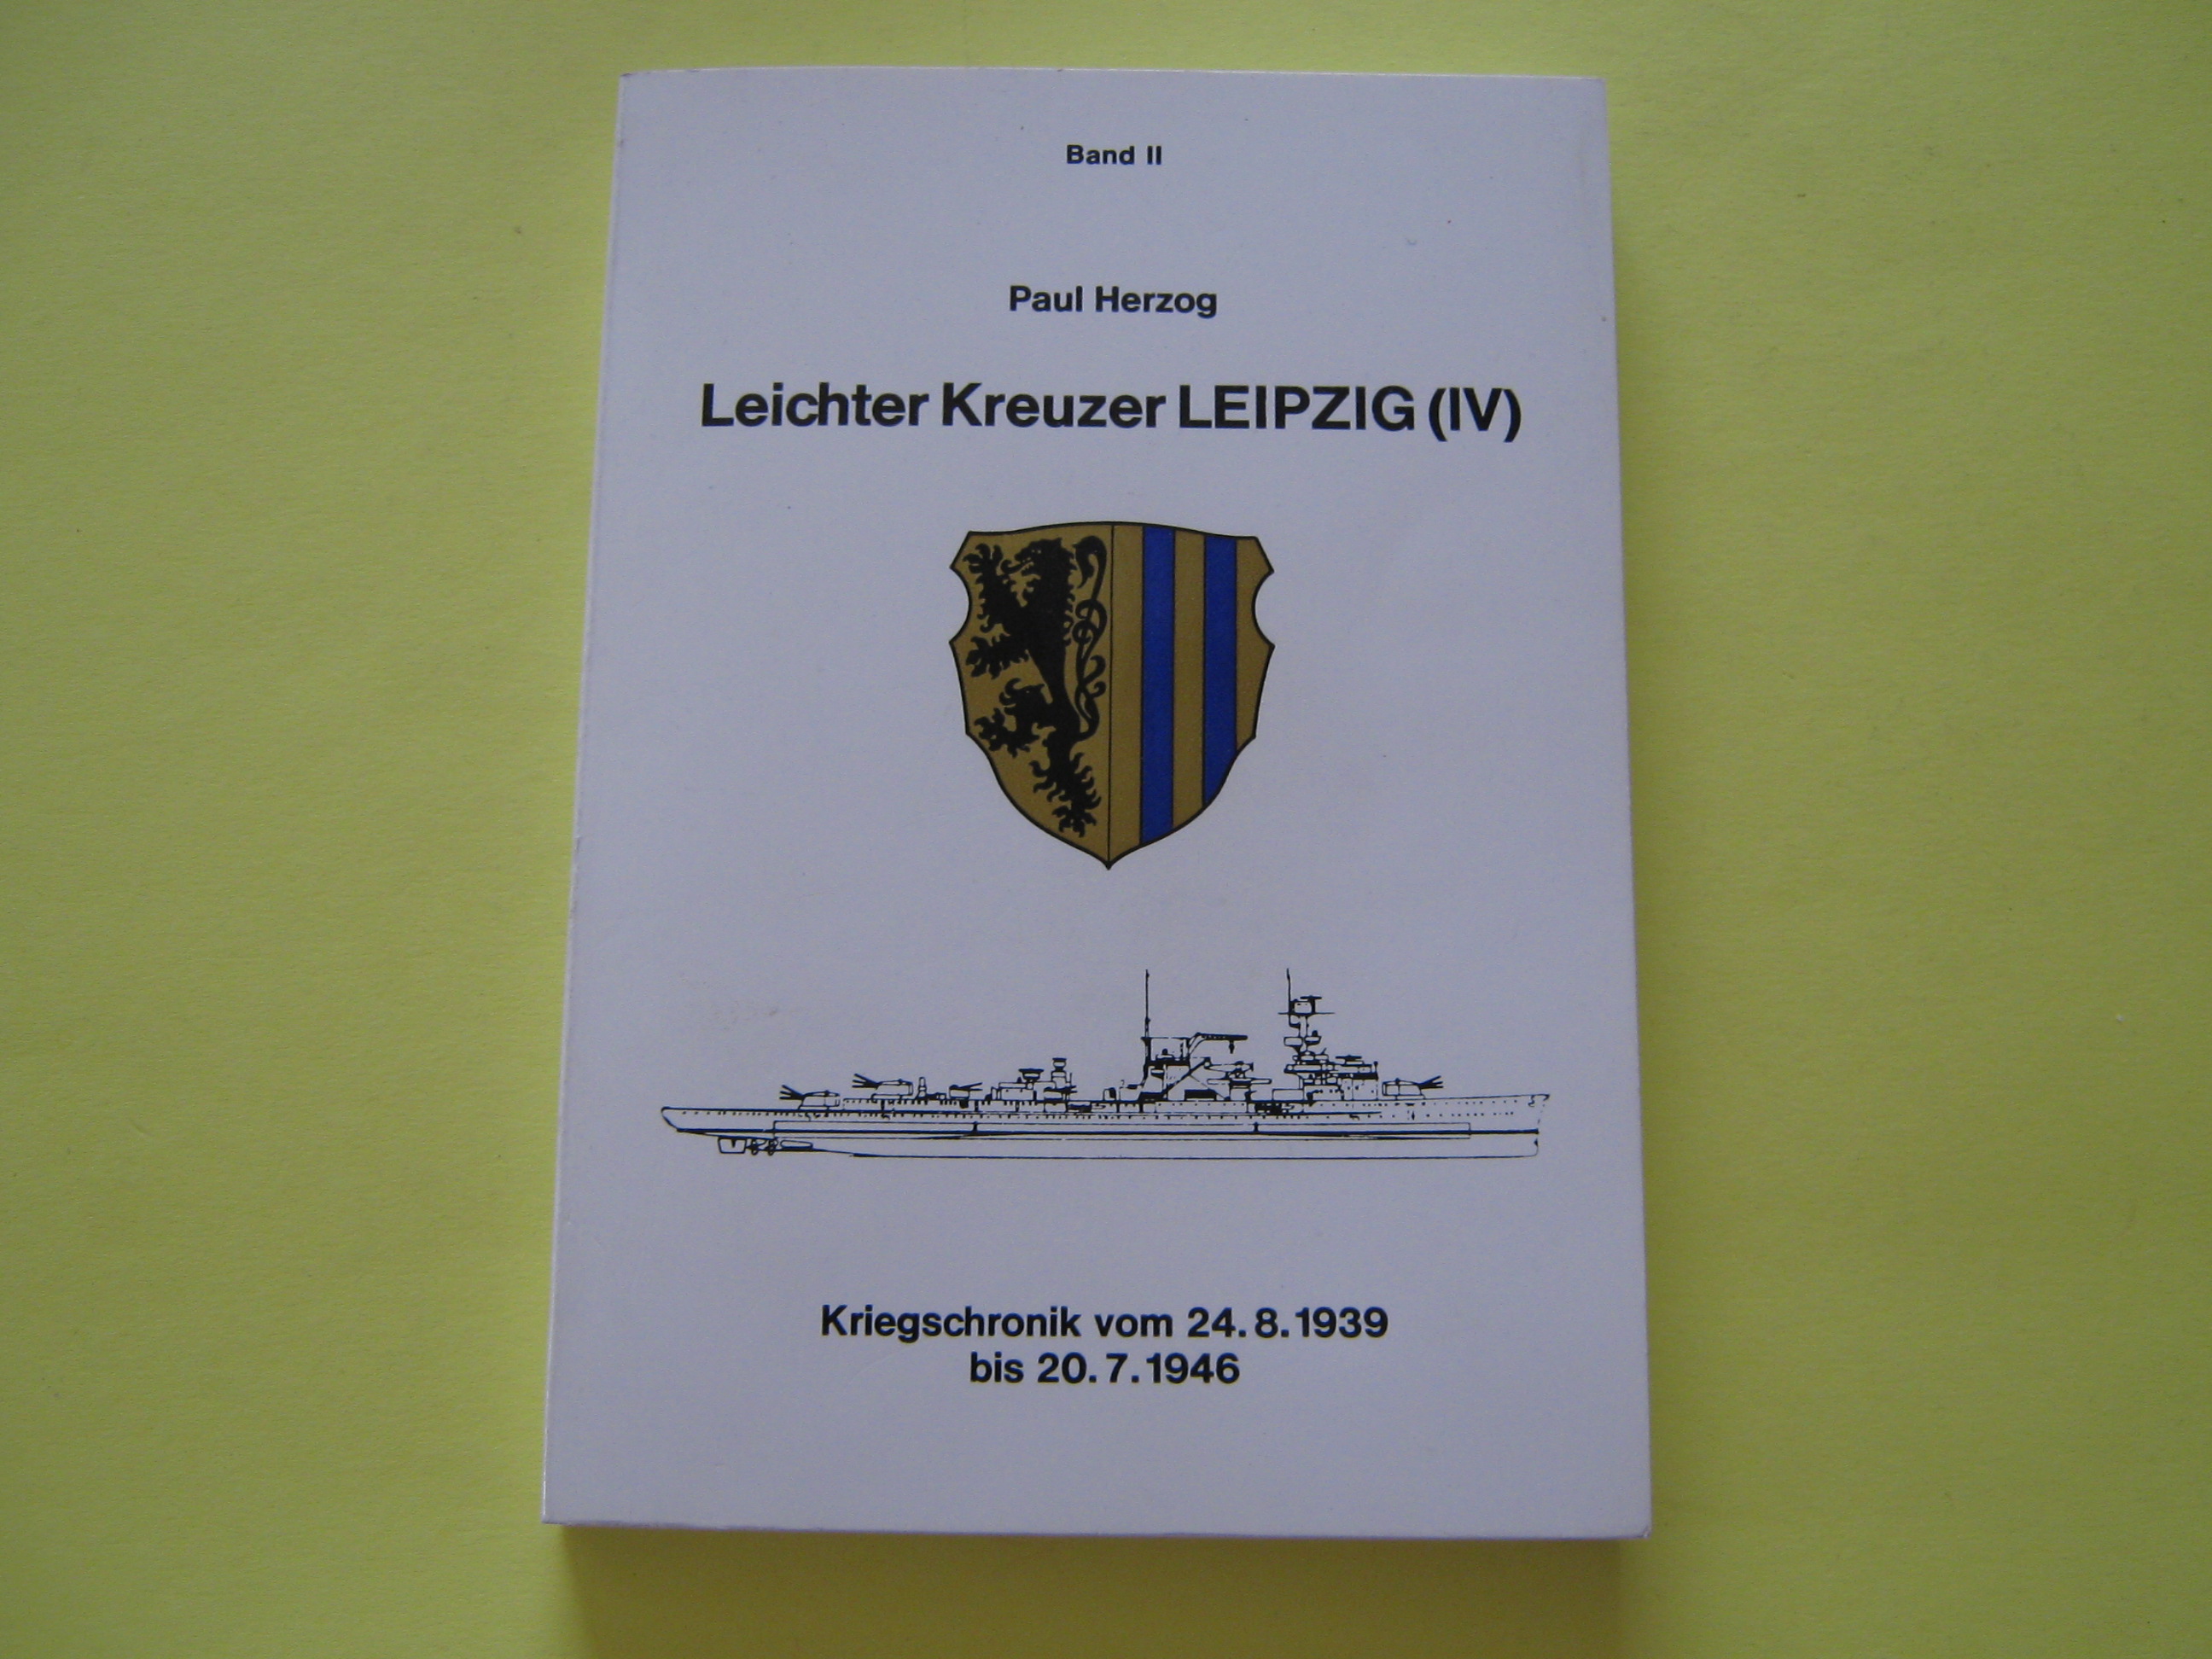 Band II
Paul Herzog
Leichter Kreuzer LEIPZIG (IV)
Kriegschronik vom 24.8.1939
bis 20.7.1946